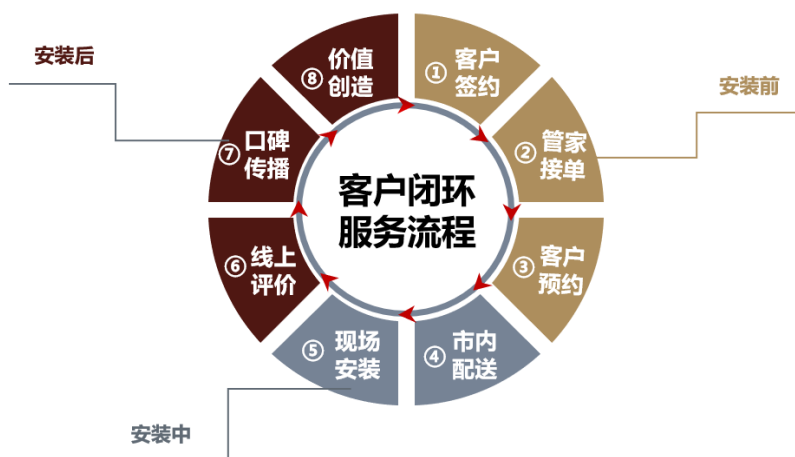 客户闭环
服务流程
安装前
① 客户
签约
② 管家
接单
③ 客户
预约
安装中
④ 市内
配送
⑤ 现场
安装
安装后
⑥ 线上
评价
⑦ 口碑
传播
⑧ 价值
创造